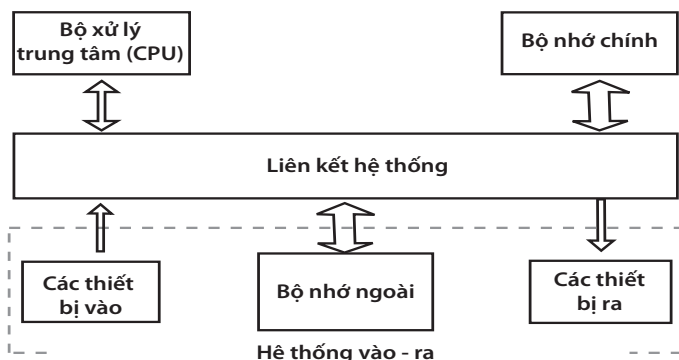 Bộ xử lý
trung tâm (CPU)
Bộ nhớ chính
Liên kết hệ thống
Các thiết
bị vào
Bộ nhớ ngoài
Các thiết
bị ra
Hệ thống vào - ra